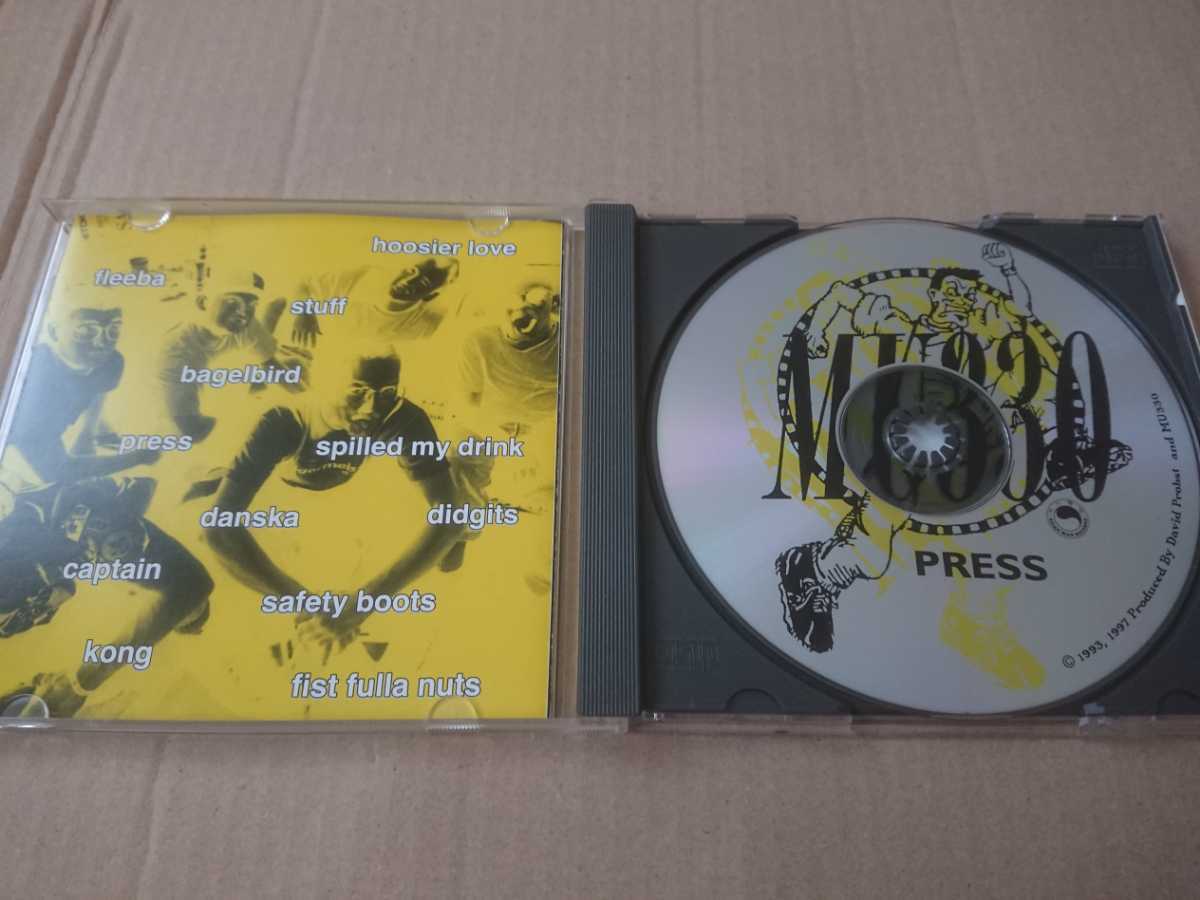 hoosier love
fleeba
stuff
bagelbird
press
spilled my drink
danska
didgits
captain
safety boots
kong
fist fulla nuts
MU330
PRESS
© 1993, 1997 Produced By David Probst and MU330